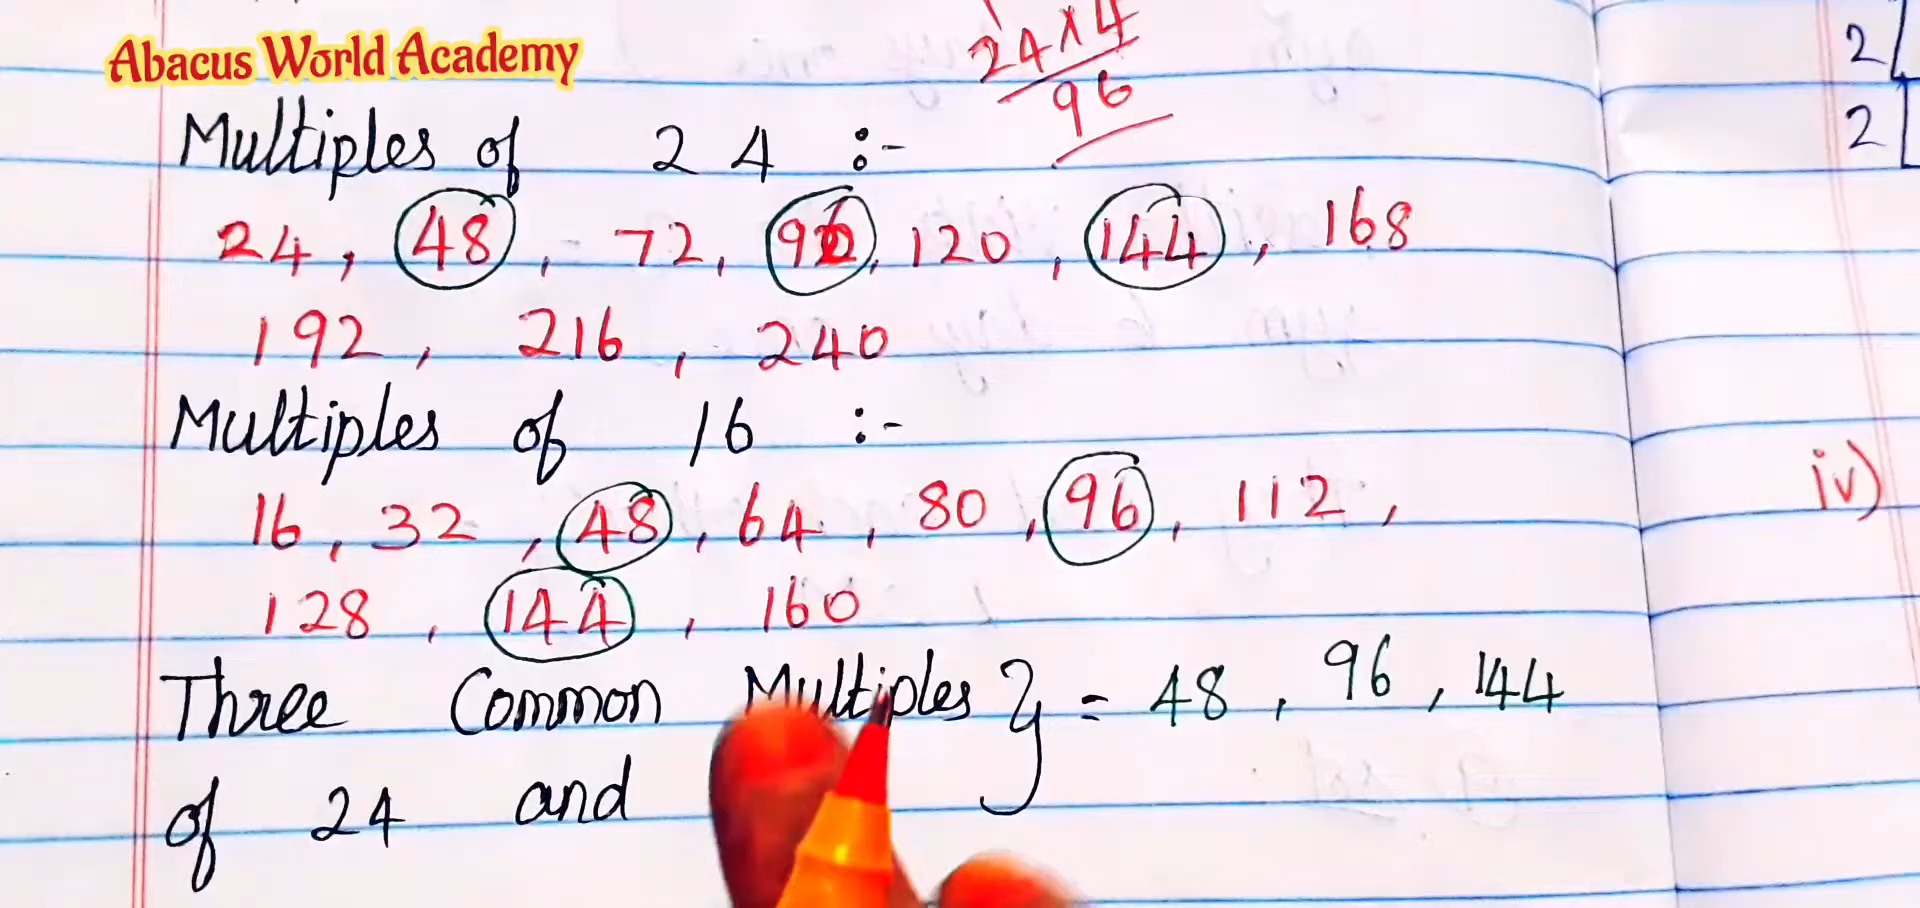 Abacus World Academy
24x4
96
Multiples of 24 :-
24, 48, 72, 96, 120, 144, 168
192, 216, 240
Multiples of 16 :-
16, 32, 48, 64, 80, 96, 112,
128, 144, 160
Three Common Multiples } = 48, 96, 144
of 24 and
2
2
iv)